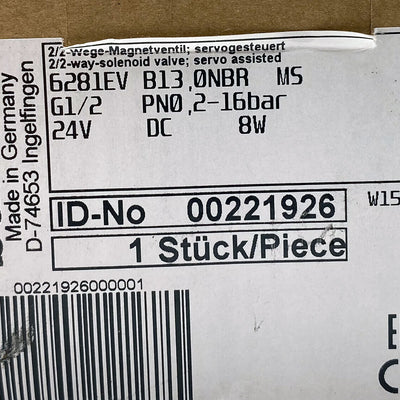 2/2-Wege-Magnetventil; servogesteuert
2/2-way-solenoid valve; servo assisted
6281EV B13,0NBR MS
G1/2 PN0,2-16bar
24V DC 8W
Made in Germany
D-74653 Ingelfingen
ID-No 00221926
W15
1 Stück/Piece
00221926000001